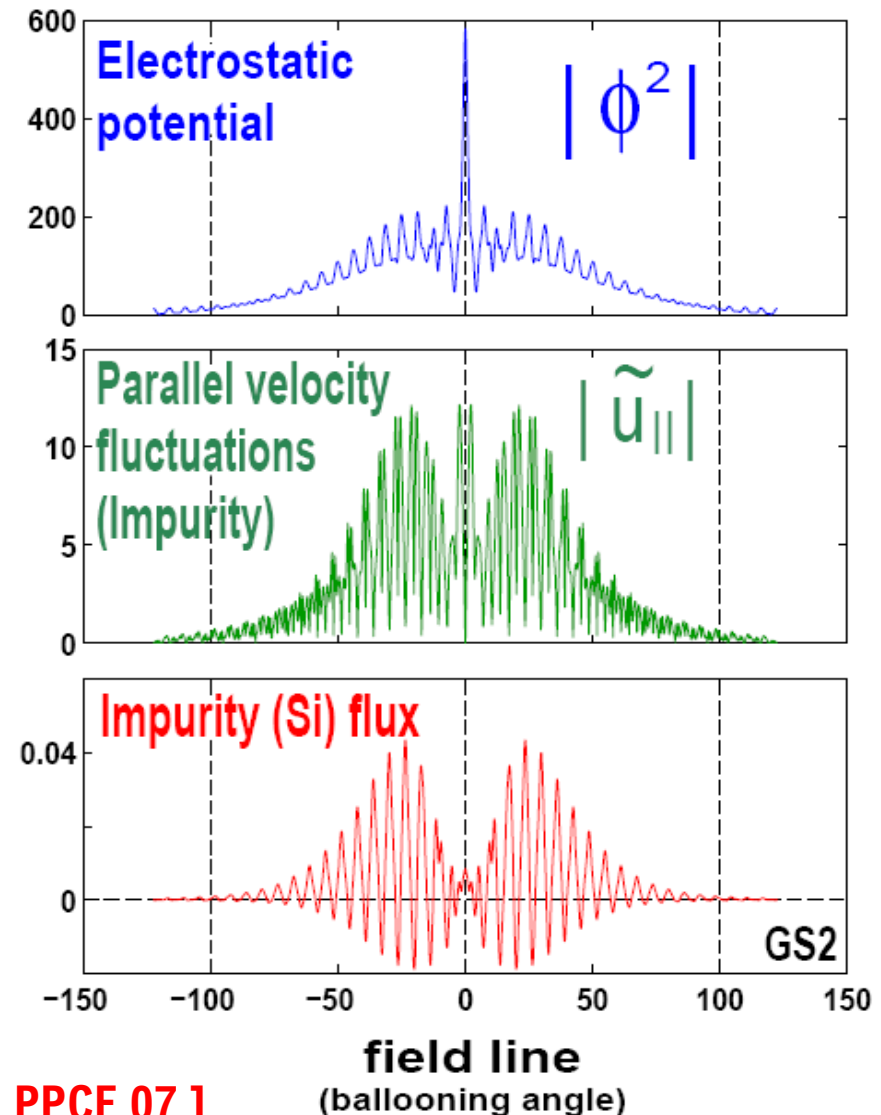 600
400
200
0
Electrostatic
potential
| ϕ² |
15
10
5
0
Parallel velocity
fluctuations
(Impurity)
| ũ_|| |
0.04
0
Impurity (Si) flux
GS2
−150 −100 −50 0 50 100 150
field line
(ballooning angle)
PPCF 07 ]